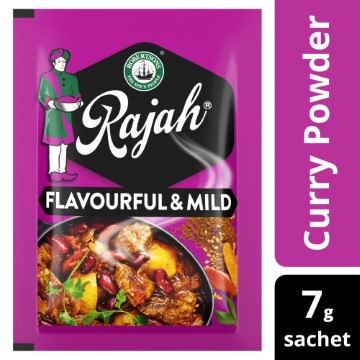 ROBERTSONS
Rajah®
FLAVOURFUL & MILD
Curry Powder
7g
sachet